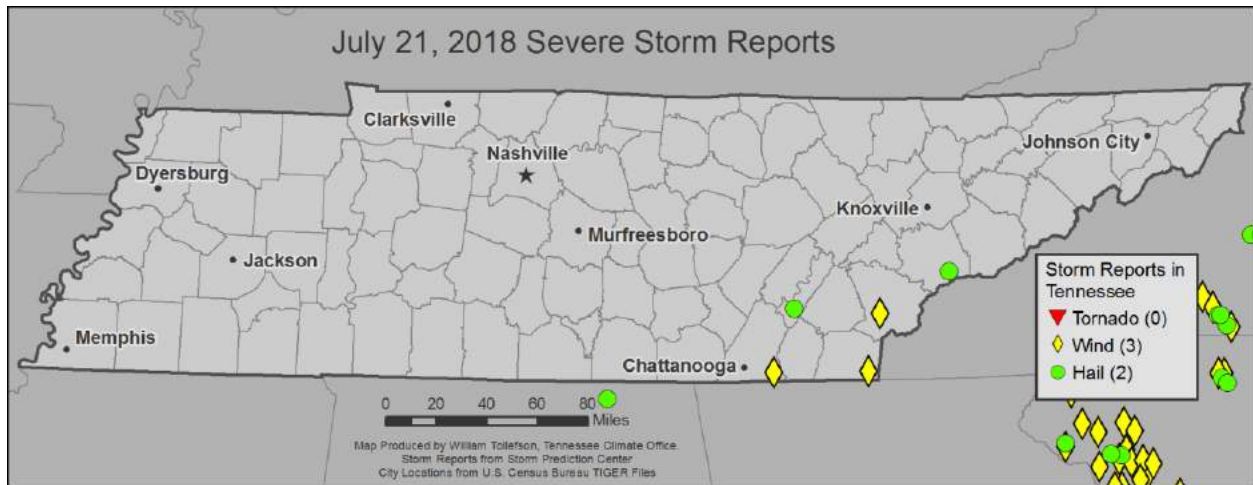 July 21, 2018 Severe Storm Reports
Clarksville
Johnson City
Nashville
Dyersburg
Knoxville
Murfreesboro
Jackson
Storm Reports in
Tennessee
Tornado (0)
Wind (3)
Hail (2)
Memphis
Chattanooga
0 20 40 60 80
Miles
Map Produced by William Tollefson, Tennessee Climate Office.
Storm Reports from Storm Prediction Center
City Locations from U.S. Census Bureau TIGER Files